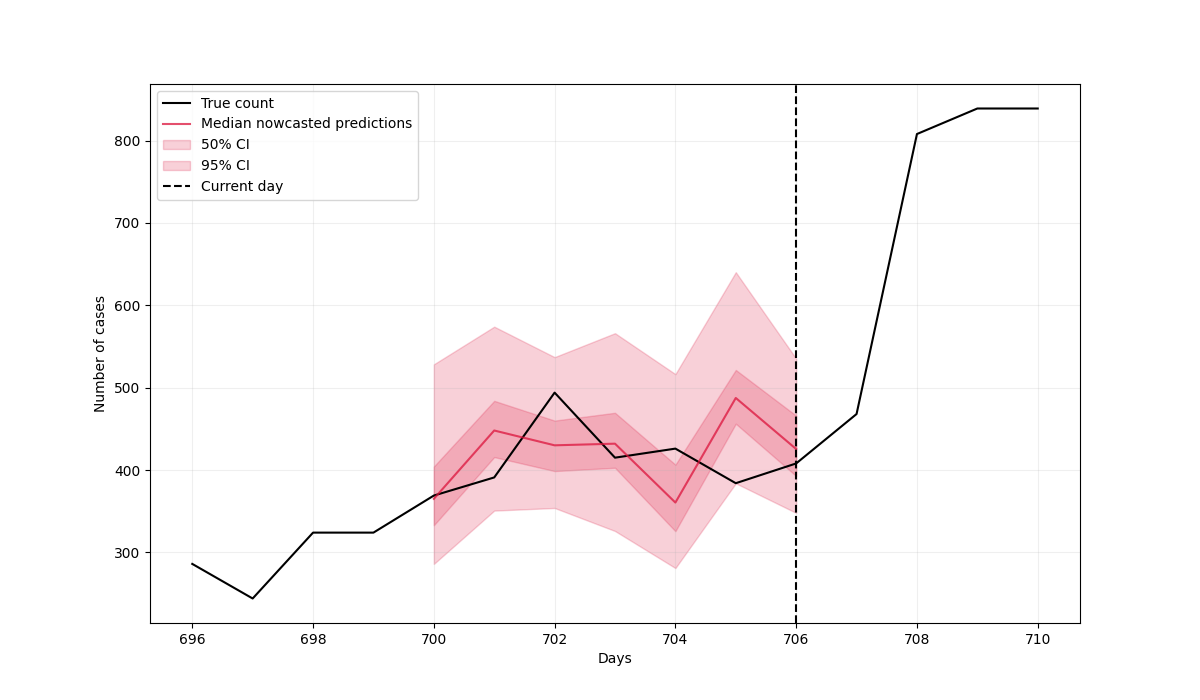 True count
Median nowcasted predictions
50% CI
95% CI
Current day
800
700
600
500
400
300
Number of cases
696 698 700 702 704 706 708 710
Days